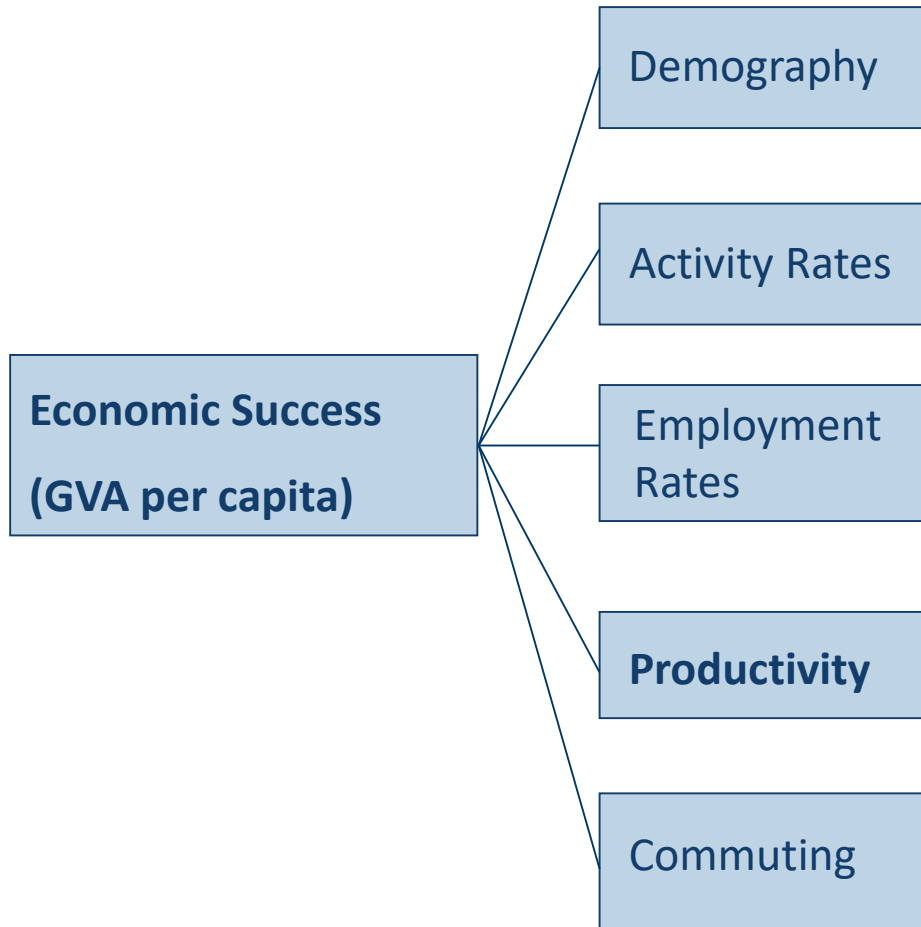 Demography
Activity Rates
Economic Success
(GVA per capita)
Employment
Rates
Productivity
Commuting